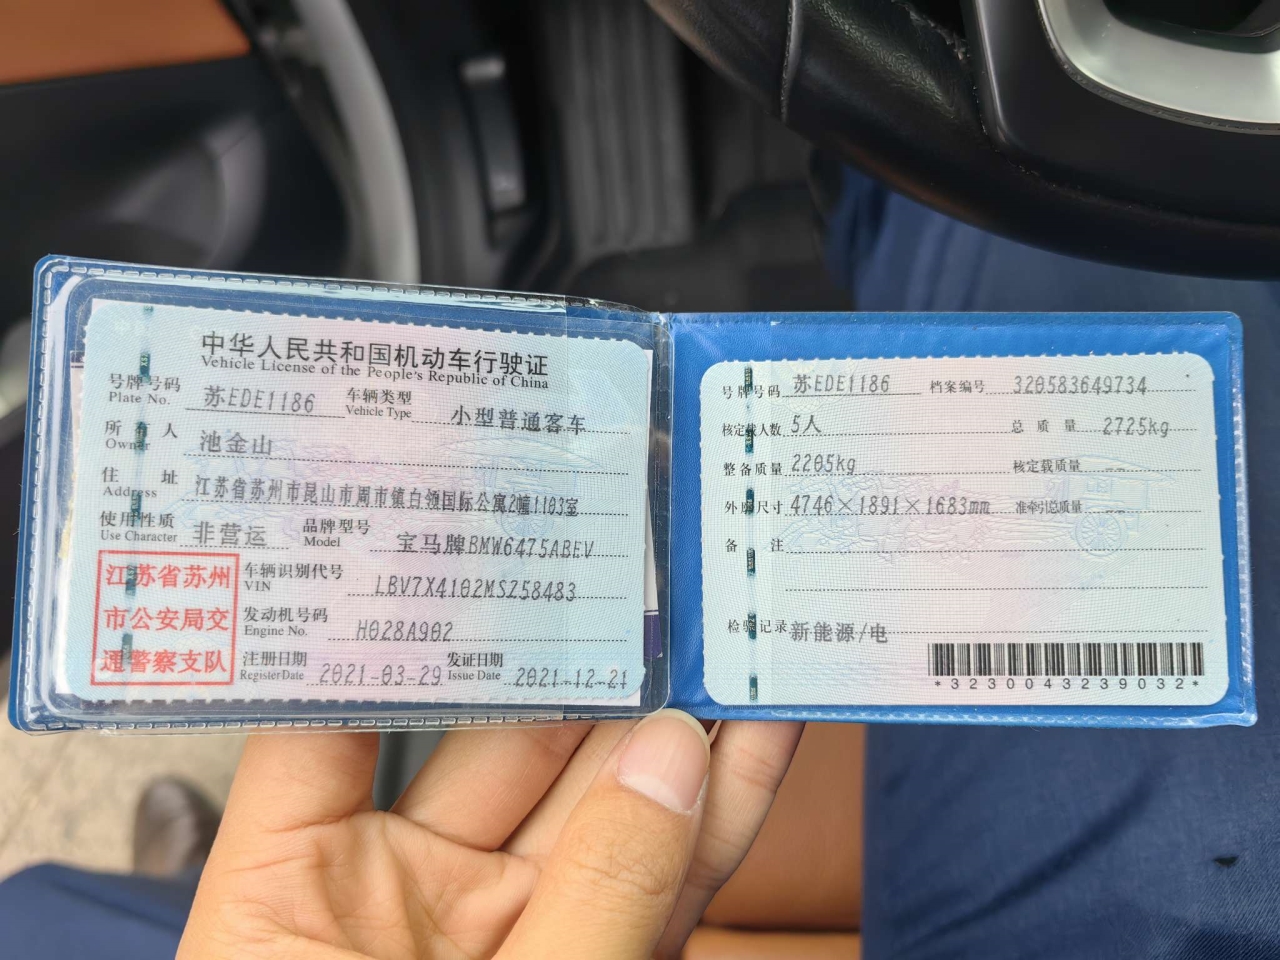 中华人民共和国机动车行驶证
Vehicle License of the People's Republic of China
号牌号码 苏EDE1186 车辆类型 小型普通客车
Plate No. Vehicle Type
所有人 池金山
Owner
住址 江苏省苏州市昆山市周市镇白领国际公寓2幢1103室
Address
使用性质 非营运 品牌型号 宝马牌BMW6475ABEV
Use Character Model
江苏省苏州
市公安局交
通警察支队
车辆识别代号 LBV7X4102MSZ58483
VIN
发动机号码 H028A902
Engine No.
注册日期 2021-03-29 发证日期 2021-12-21
Register Date Issue Date
号牌号码 苏EDE1186 档案编号 320583649734
核定载人数 5人 总质量 2725kg
整备质量 2205kg 核定载质量 --
外廓尺寸 4746×1891×1683mm 准牵引总质量 --
备注
检验记录 新能源/电
*3230043239032*